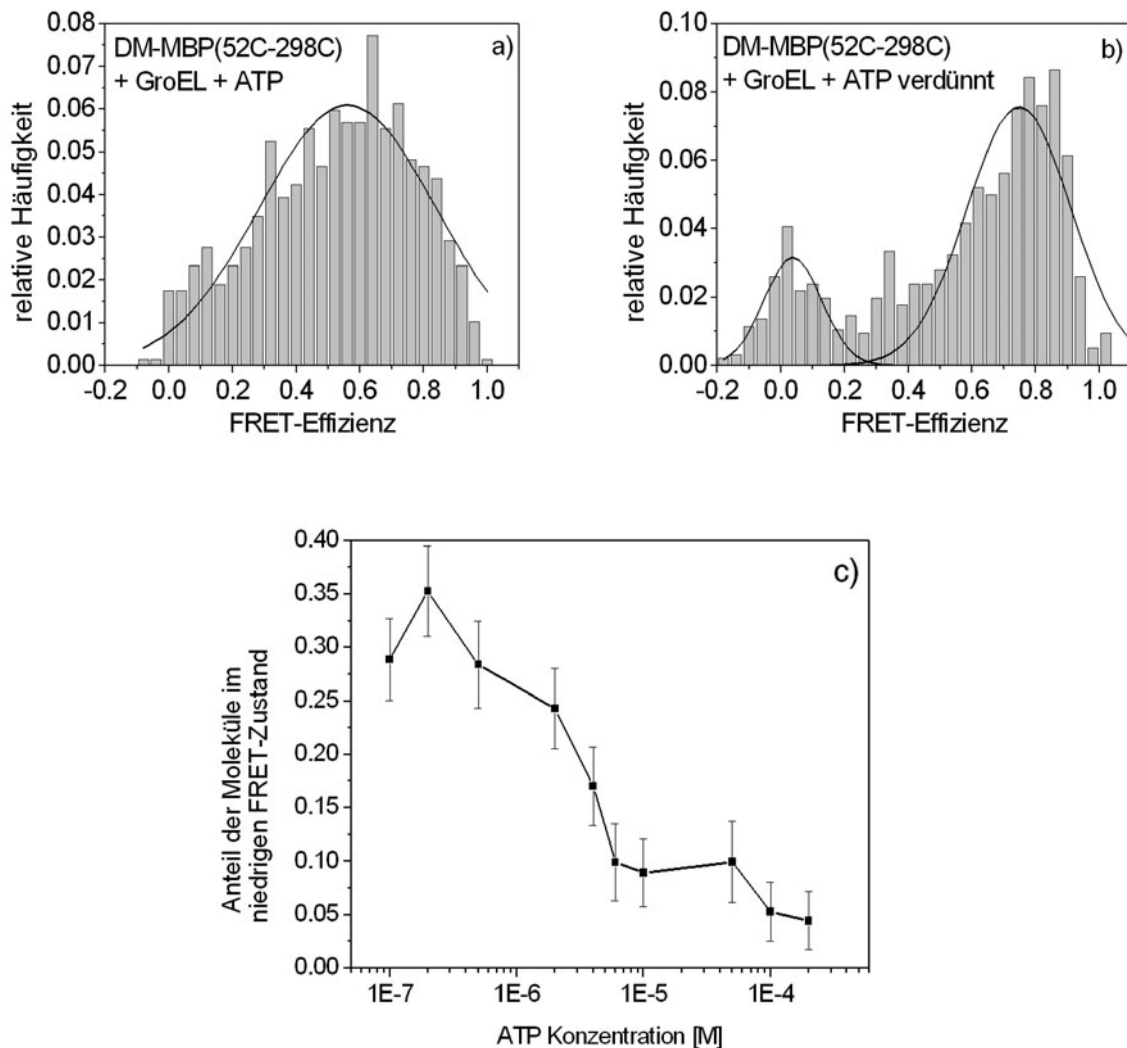 0.08
0.07
0.06
0.05
0.04
0.03
0.02
0.01
0.00
relative Häufigkeit
DM-MBP(52C-298C)
+ GroEL + ATP
a)
-0.2 0.0 0.2 0.4 0.6 0.8 1.0
FRET-Effizienz
0.10
0.08
0.06
0.04
0.02
0.00
relative Häufigkeit
DM-MBP(52C-298C)
+ GroEL + ATP verdünnt
b)
-0.2 0.0 0.2 0.4 0.6 0.8 1.0
FRET-Effizienz
0.40
0.35
0.30
0.25
0.20
0.15
0.10
0.05
0.00
Anteil der Moleküle im
niedrigen FRET-Zustand
c)
1E-7 1E-6 1E-5 1E-4
ATP Konzentration [M]